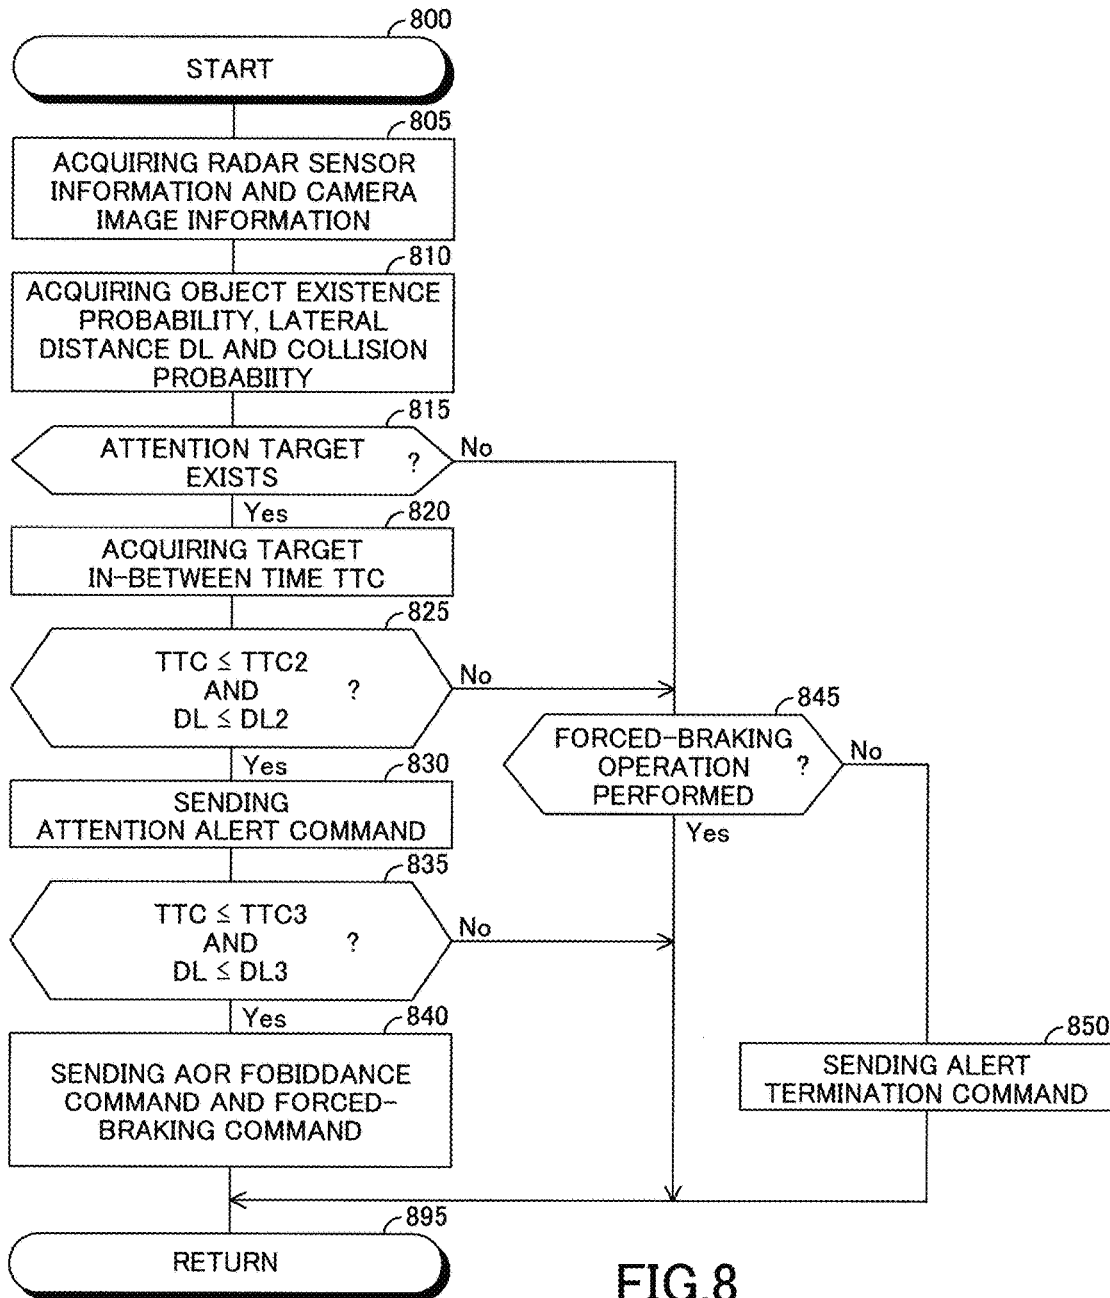 800
START
805
ACQUIRING RADAR SENSOR
INFORMATION AND CAMERA
IMAGE INFORMATION
810
ACQUIRING OBJECT EXISTENCE
PROBABILITY, LATERAL
DISTANCE DL AND COLLISION
PROBABIITY
815
ATTENTION TARGET
EXISTS ?
No
Yes
820
ACQUIRING TARGET
IN-BETWEEN TIME TTC
825
TTC ≦ TTC2
AND ?
DL ≦ DL2
No
Yes
845
FORCED-BRAKING
OPERATION ?
PERFORMED
No
Yes
830
SENDING
ATTENTION ALERT COMMAND
835
TTC ≦ TTC3
AND ?
DL ≦ DL3
No
Yes
840
SENDING AOR FOBIDDANCE
COMMAND AND FORCED-
BRAKING COMMAND
850
SENDING ALERT
TERMINATION COMMAND
895
RETURN
FIG.8